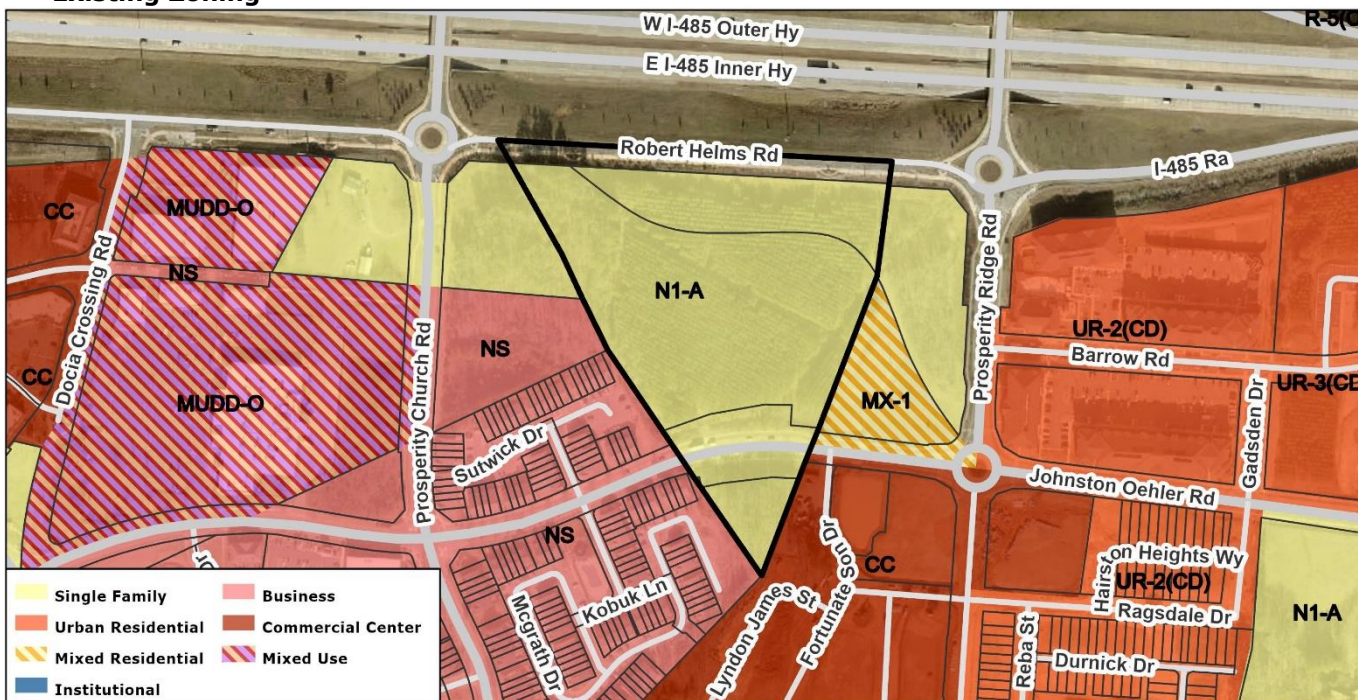 Existing Zoning
R-5(C
W I-485 Outer Hy
E I-485 Inner Hy
Robert Helms Rd
I-485 Ra
CC
MUDD-O
NS
Docia Crossing Rd
N1-A
Prosperity Church Rd
Prosperity Ridge Rd
UR-2(CD)
Barrow Rd
UR-3(CD
CC
MUDD-O
NS
MX-1
Gadsden Dr
Sutwick Dr
Johnston Oehler Rd
NS
CC
Fortunate Son Dr
Hairston Heights Wy
UR-2(CD)
Kobuk Ln
Mcgrath Dr
Lyndon James St
Ragsdale Dr
Reba St
Durnick Dr
N1-A
Single Family
Business
Urban Residential
Commercial Center
Mixed Residential
Mixed Use
Institutional